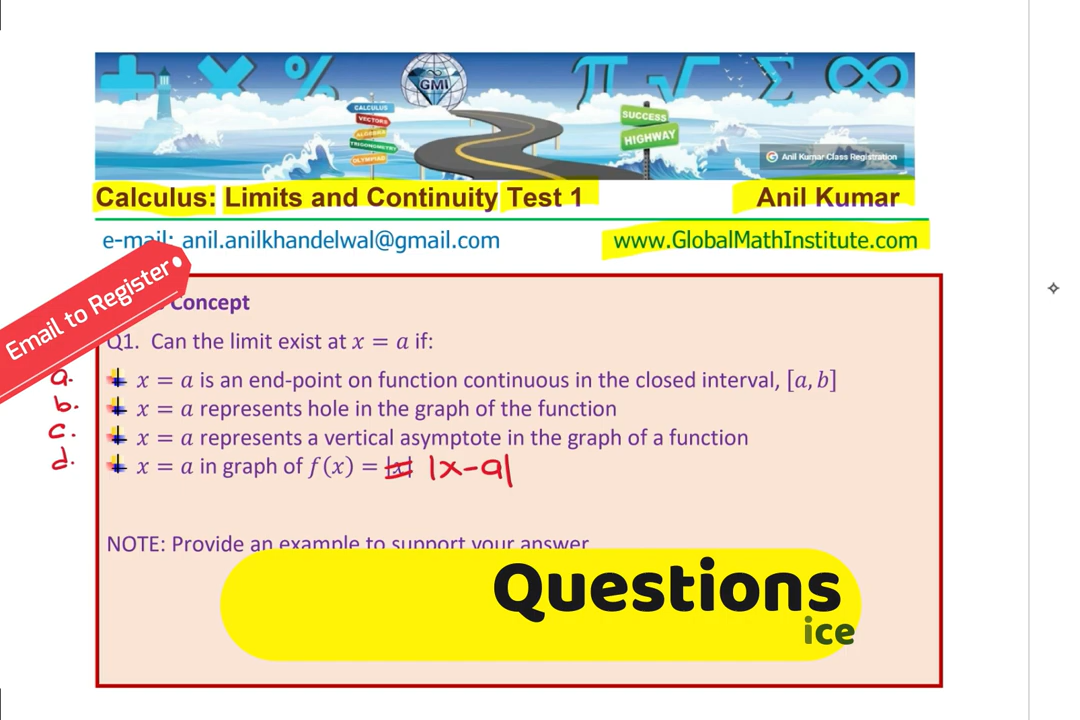 GMI
CALCULUS
VECTORS
ALGEBRA
TRIGONOMETRY
OLYMPIAD
SUCCESS
HIGHWAY
Anil Kumar Class Registration
Calculus: Limits and Continuity Test 1 Anil Kumar
e-mail: anil.anilkhandelwal@gmail.com www.GlobalMathInstitute.com
Email to Register
Concept
Q1. Can the limit exist at x = a if:
a. x = a is an end-point on function continuous in the closed interval, [a, b]
b. x = a represents hole in the graph of the function
c. x = a represents a vertical asymptote in the graph of a function
d. x = a in graph of f(x) = |x| |x-a|
NOTE: Provide an example to support your answer
Questions
ice